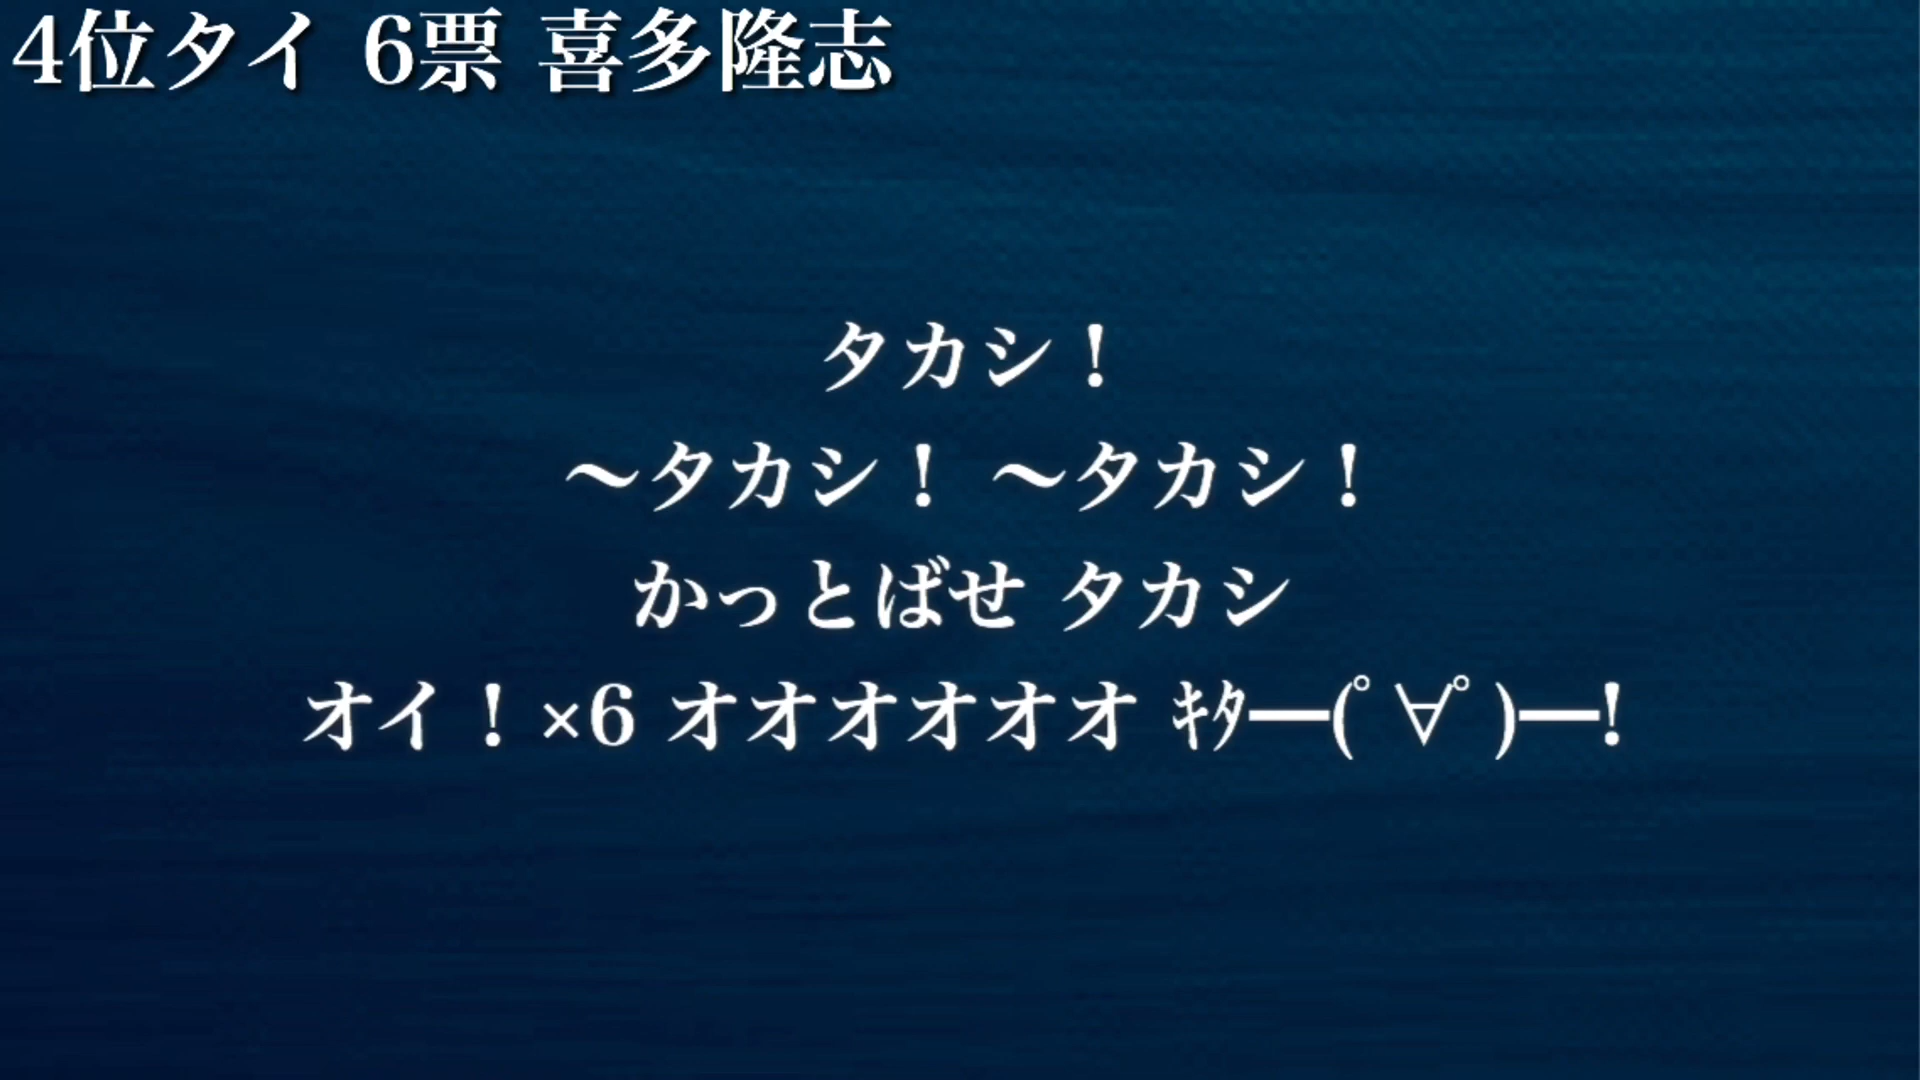 4位タイ 6票 喜多隆志
タカシ！
～タカシ！ ～タカシ！
かっとばせ タカシ
オイ！×6 オオオオオオ ｷﾀ━(ﾟ∀ﾟ)━!